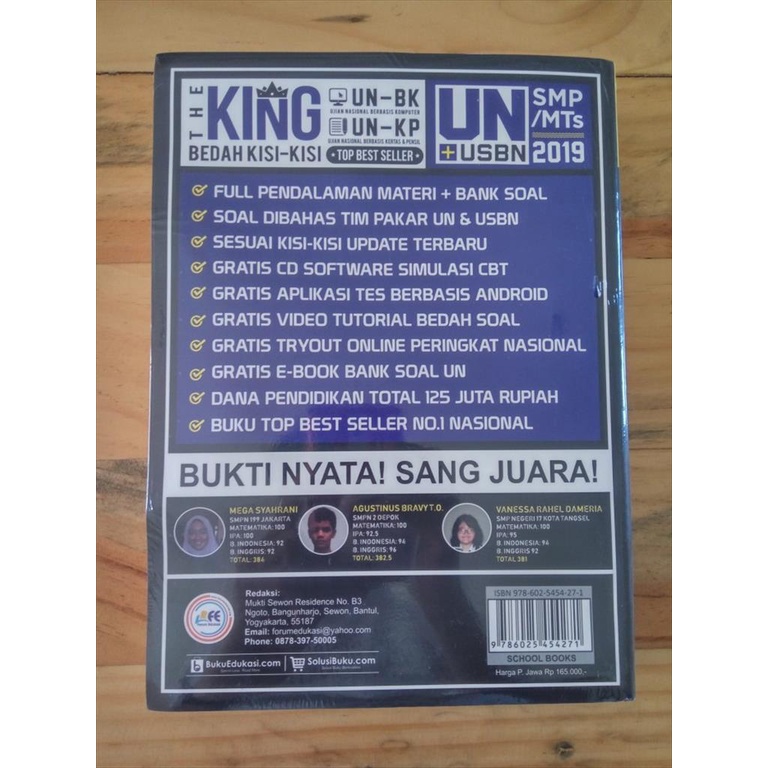 THE KING
BEDAH KISI-KISI
UN-BK
UJIAN NASIONAL BERBASIS KOMPUTER
UN-KP
UJIAN NASIONAL BERBASIS KERTAS & PENSIL
• TOP BEST SELLER •
UN
+USBN
SMP
/MTs
2019
FULL PENDALAMAN MATERI + BANK SOAL
SOAL DIBAHAS TIM PAKAR UN & USBN
SESUAI KISI-KISI UPDATE TERBARU
GRATIS CD SOFTWARE SIMULASI CBT
GRATIS APLIKASI TES BERBASIS ANDROID
GRATIS VIDEO TUTORIAL BEDAH SOAL
GRATIS TRYOUT ONLINE PERINGKAT NASIONAL
GRATIS E-BOOK BANK SOAL UN
DANA PENDIDIKAN TOTAL 125 JUTA RUPIAH
BUKU TOP BEST SELLER NO.1 NASIONAL
BUKTI NYATA! SANG JUARA!
MEGA SYAHRANI
SMPN 199 JAKARTA
MATEMATIKA: 100
IPA: 100
B. INDONESIA: 92
B. INGGRIS: 92
TOTAL: 384
AGUSTINUS BRAVY T.O.
SMPN 2 DEPOK
MATEMATIKA: 100
IPA: 92.5
B. INDONESIA: 94
B. INGGRIS: 96
TOTAL: 382.5
VANESSA RAHEL DAMERIA
SMP NEGERI 17 KOTA TANGSEL
MATEMATIKA: 100
IPA: 95
B. INDONESIA: 94
B. INGGRIS 92
TOTAL: 381
Redaksi:
Mukti Sewon Residence No. B3
Ngoto, Bangunharjo, Sewon, Bantul,
Yogyakarta, 55187
Email: forumedukasi@yahoo.com
Phone: 0878-397-50005
BukuEdukasi.com
SolusiBuku.com
ISBN 978-602-5454-27-1
9 786025 454271
SCHOOL BOOKS
Harga P. Jawa Rp 165.000,-